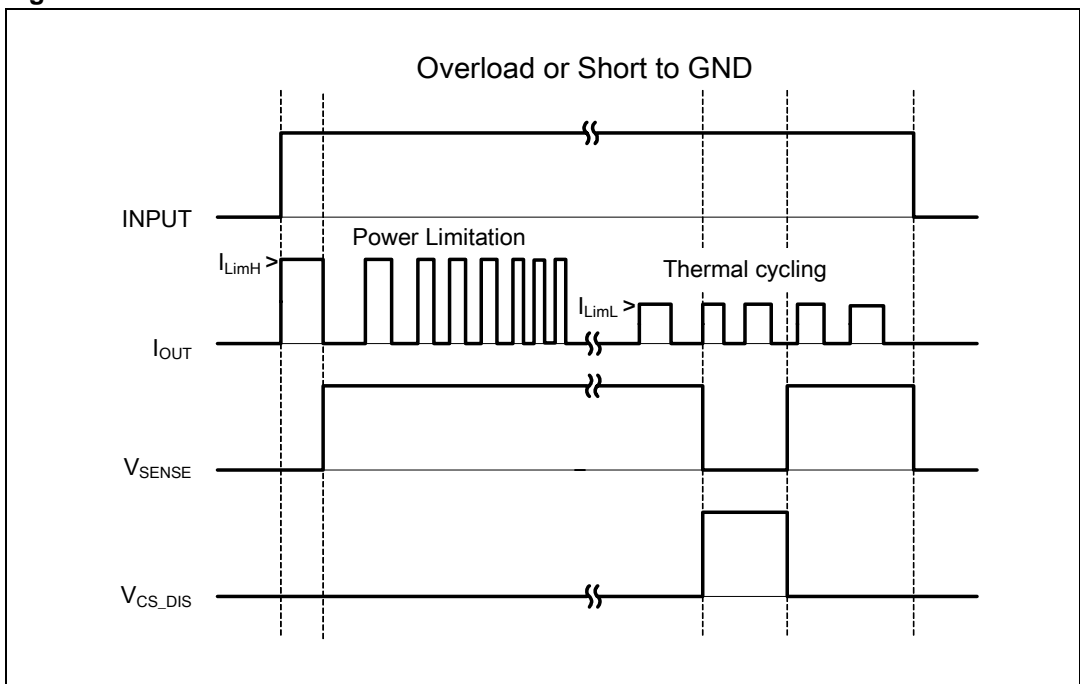 Overload or Short to GND
INPUT
Power Limitation
I_LimH >
Thermal cycling
I_LimL >
I_OUT
V_SENSE
V_CS_DIS